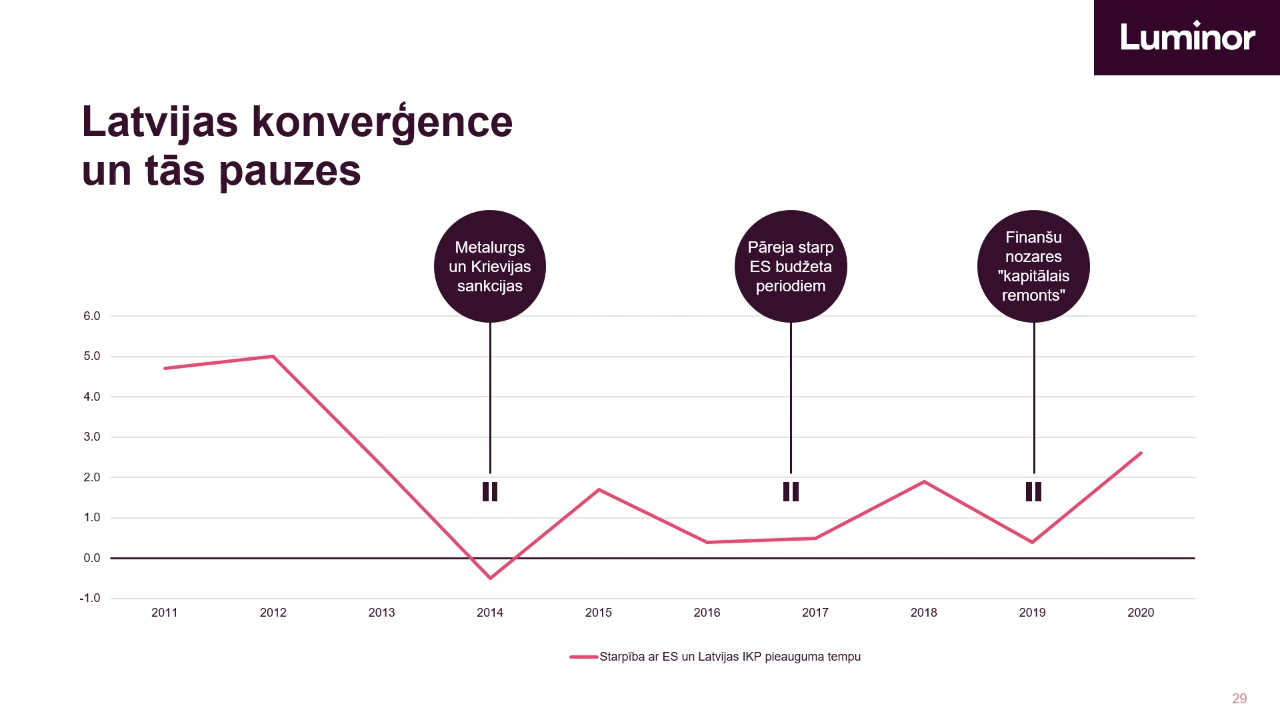 Luminor
Latvijas konverģence
un tās pauzes
Metalurgs
un Krievijas
sankcijas
Pāreja starp
ES budžeta
periodiem
Finanšu
nozares
"kapitālais
remonts"
6.0
5.0
4.0
3.0
2.0
1.0
0.0
-1.0
2011 2012 2013 2014 2015 2016 2017 2018 2019 2020
Starpība ar ES un Latvijas IKP pieauguma tempu
29